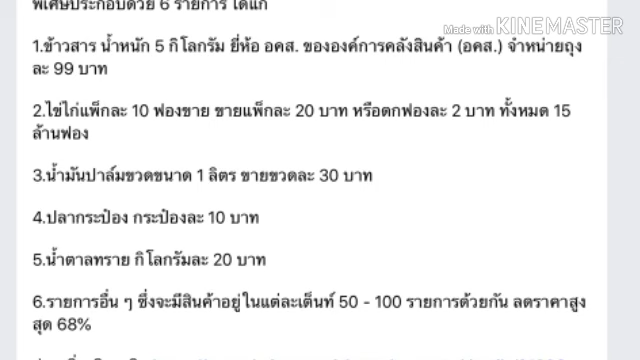 พิเศษประกอบด้วย 6 รายการ ได้แก่
Made with KINEMASTER
1.ข้าวสาร น้ำหนัก 5 กิโลกรัม ยี่ห้อ อคส. ขององค์การคลังสินค้า (อคส.) จำหน่ายถุง
ละ 99 บาท
2.ไข่ไก่แพ็กละ 10 ฟองขาย ขายแพ็กละ 20 บาท หรือตกฟองละ 2 บาท ทั้งหมด 15
ล้านฟอง
3.น้ำมันปาล์มขวดขนาด 1 ลิตร ขายขวดละ 30 บาท
4.ปลากระป๋อง กระป๋องละ 10 บาท
5.น้ำตาลทราย กิโลกรัมละ 20 บาท
6.รายการอื่น ๆ ซึ่งจะมีสินค้าอยู่ในแต่ละเต็นท์ 50 - 100 รายการด้วยกัน ลดราคาสูง
สุด 68%